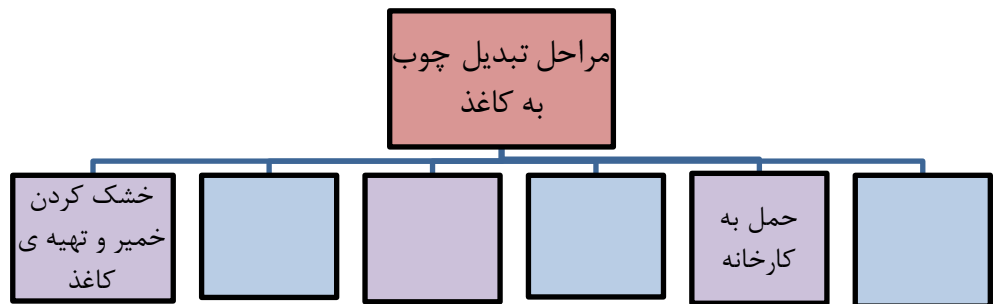 مراحل تبدیل چوب
به کاغذ
حمل به
کارخانه
خشک کردن
خمیر و تهیه ی
کاغذ